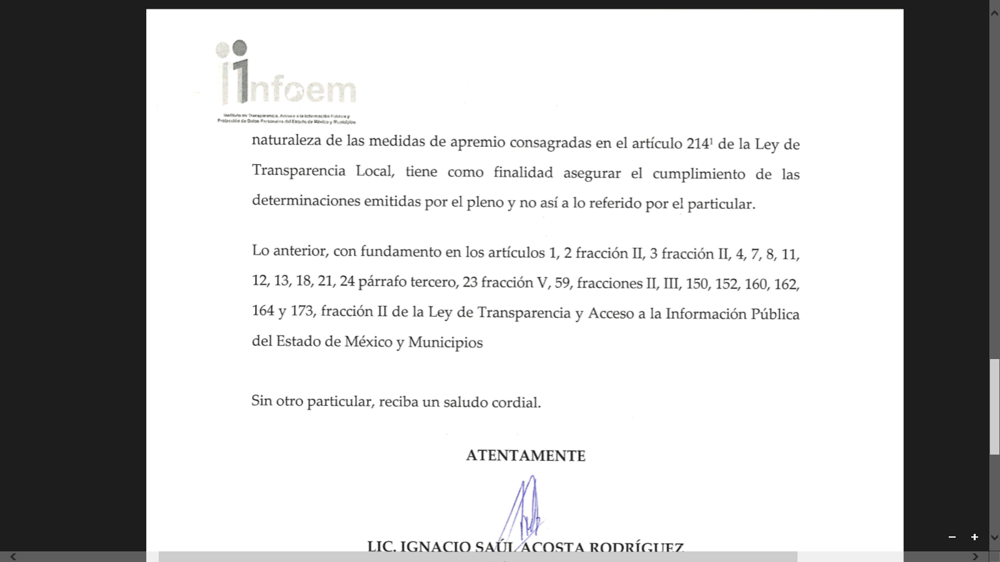 infoem
Instituto de Transparencia, Acceso a la Información Pública y
Protección de Datos Personales del Estado de México y Municipios
naturaleza de las medidas de apremio consagradas en el artículo 214¹ de la Ley de
Transparencia Local, tiene como finalidad asegurar el cumplimiento de las
determinaciones emitidas por el pleno y no así a lo referido por el particular.
Lo anterior, con fundamento en los artículos 1, 2 fracción II, 3 fracción II, 4, 7, 8, 11,
12, 13, 18, 21, 24 párrafo tercero, 23 fracción V, 59, fracciones II, III, 150, 152, 160, 162,
164 y 173, fracción II de la Ley de Transparencia y Acceso a la Información Pública
del Estado de México y Municipios
Sin otro particular, reciba un saludo cordial.
ATENTAMENTE
LIC. IGNACIO SAÚL ACOSTA RODRÍGUEZ